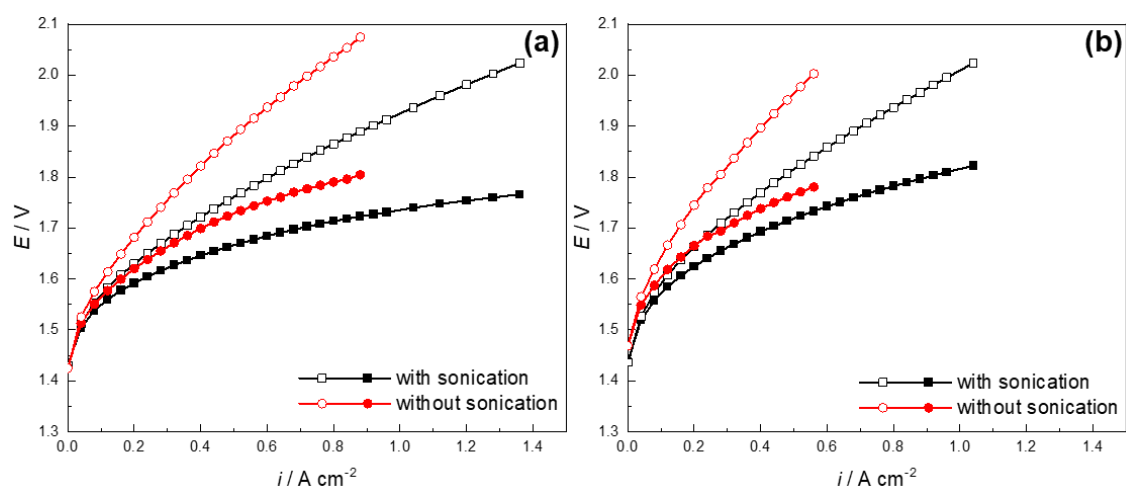 (a)
2.1
2.0
1.9
1.8
1.7
1.6
1.5
1.4
1.3
E / V
with sonication
without sonication
0.0 0.2 0.4 0.6 0.8 1.0 1.2 1.4
i / A cm⁻²
(b)
2.1
2.0
1.9
1.8
1.7
1.6
1.5
1.4
1.3
E / V
with sonication
without sonication
0.0 0.2 0.4 0.6 0.8 1.0 1.2 1.4
i / A cm⁻²